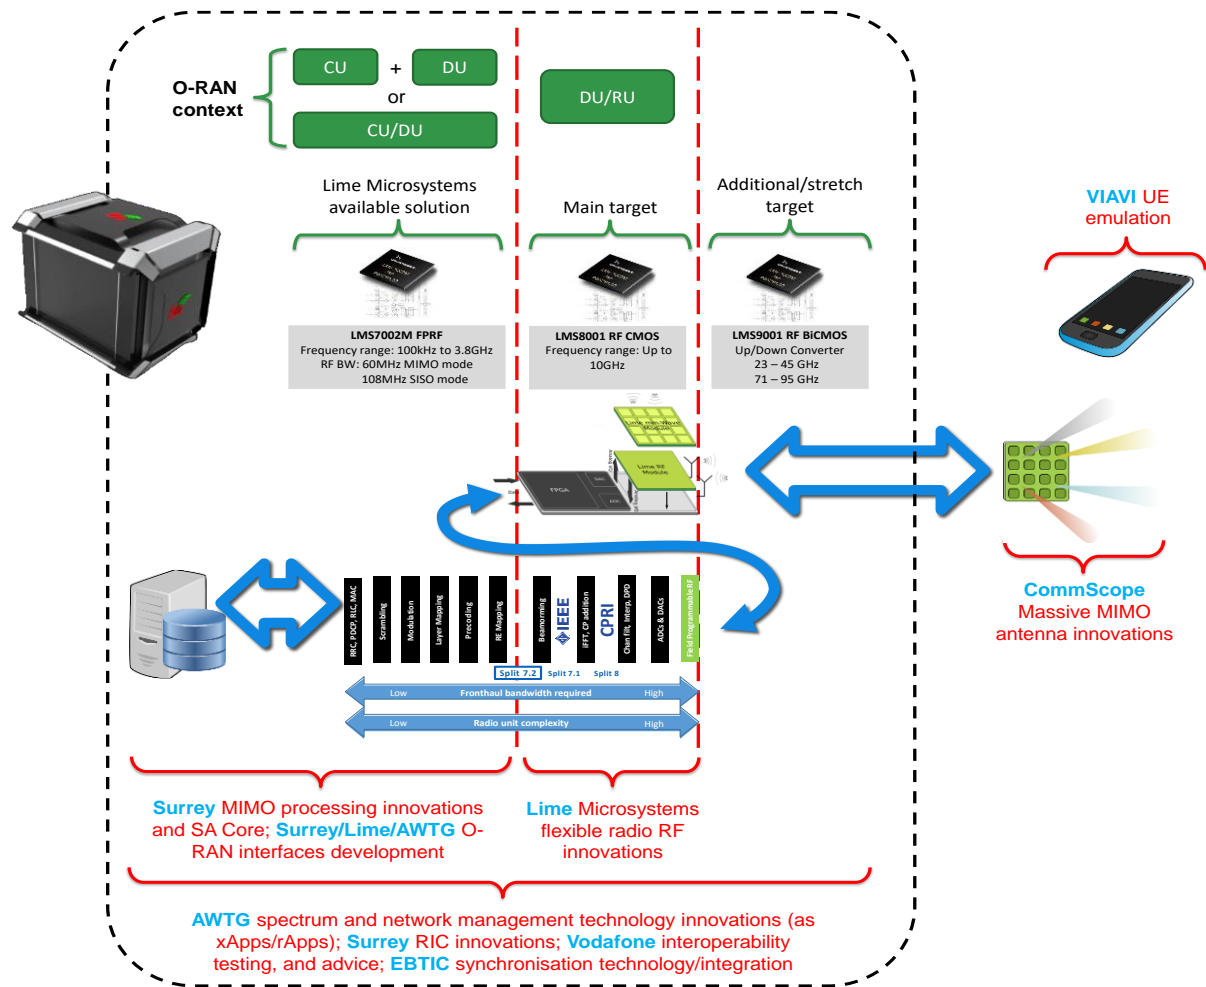 O-RAN
context
CU
+
DU
or
CU/DU
DU/RU
Lime Microsystems
available solution
Main target
Additional/stretch
target
LMS7002M FPRF
Frequency range: 100kHz to 3.8GHz
RF BW: 60MHz MIMO mode
108MHz SISO mode
LMS8001 RF CMOS
Frequency range: Up to
10GHz
LMS9001 RF BiCMOS
Up/Down Converter
23 – 45 GHz
71 – 95 GHz
VIAVI UE
emulation
Lime mm-Wave
Module
Lime RF
Module
FPGA
CommScope
Massive MIMO
antenna innovations
RRC, PDCP, RLC, MAC
Scrambling
Modulation
Layer Mapping
Precoding
RE Mapping
Beamorming
IEEE
iFFT, CP addition
CPRI
Chan filt, Interp, DPD
ADCs & DACs
Field Programmable RF
Split 7.2
Split 7.1
Split 8
Low
Fronthaul bandwidth required
High
Low
Radio unit complexity
High
Surrey MIMO processing innovations
and SA Core; Surrey/Lime/AWTG O-
RAN interfaces development
Lime Microsystems
flexible radio RF
innovations
AWTG spectrum and network management technology innovations (as
xApps/rApps); Surrey RIC innovations; Vodafone interoperability
testing, and advice; EBTIC synchronisation technology/integration